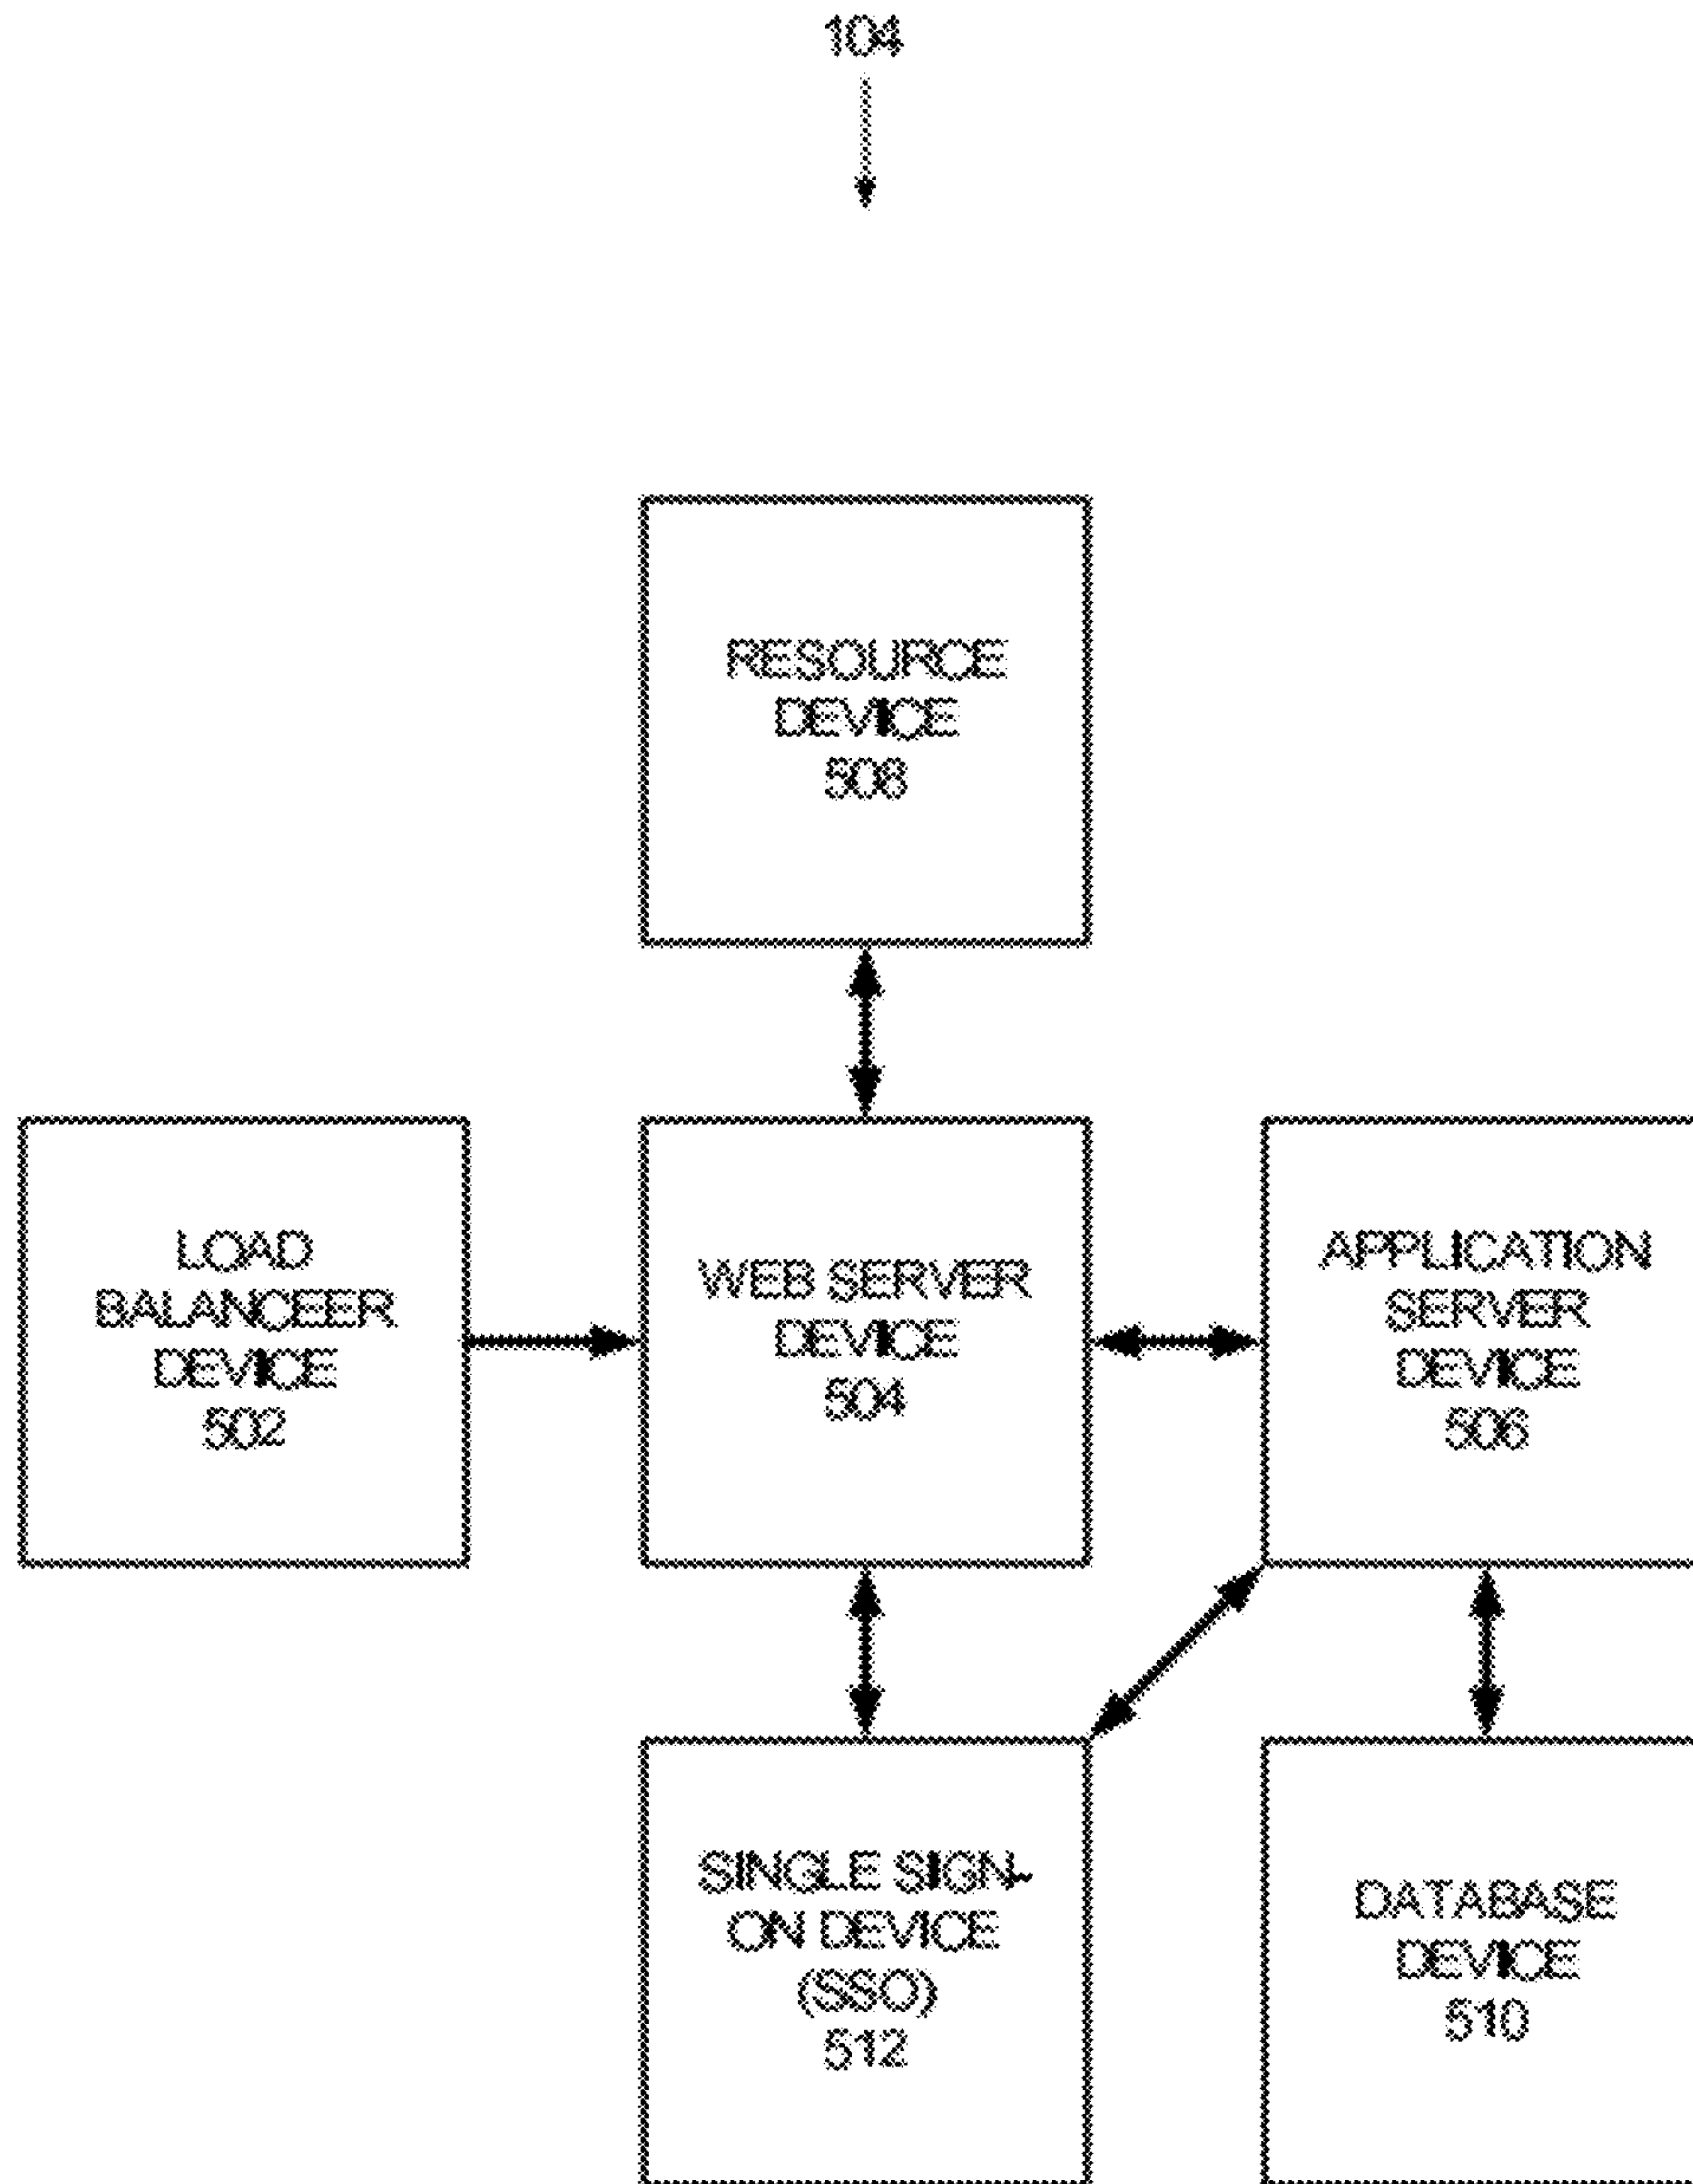 104
RESOURCE
DEVICE
508
LOAD
BALANCEER
DEVICE
502
WEB SERVER
DEVICE
504
APPLICATION
SERVER
DEVICE
506
SINGLE SIGN-
ON DEVICE
(SSO)
512
DATABASE
DEVICE
510